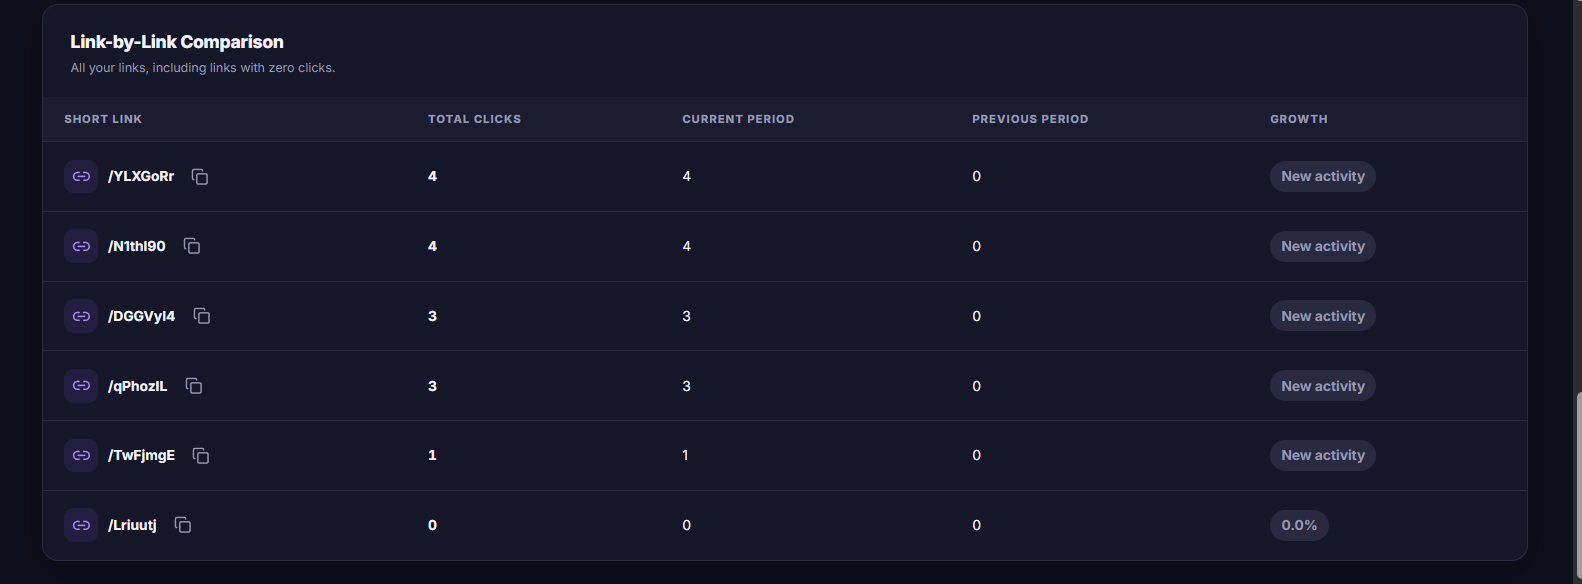 Link-by-Link Comparison
All your links, including links with zero clicks.
SHORT LINK TOTAL CLICKS CURRENT PERIOD PREVIOUS PERIOD GROWTH
/YLXGoRr 4 4 0 New activity
/N1thl90 4 4 0 New activity
/DGGVyI4 3 3 0 New activity
/qPhozIL 3 3 0 New activity
/TwFjmgE 1 1 0 New activity
/Lriuutj 0 0 0 0.0%